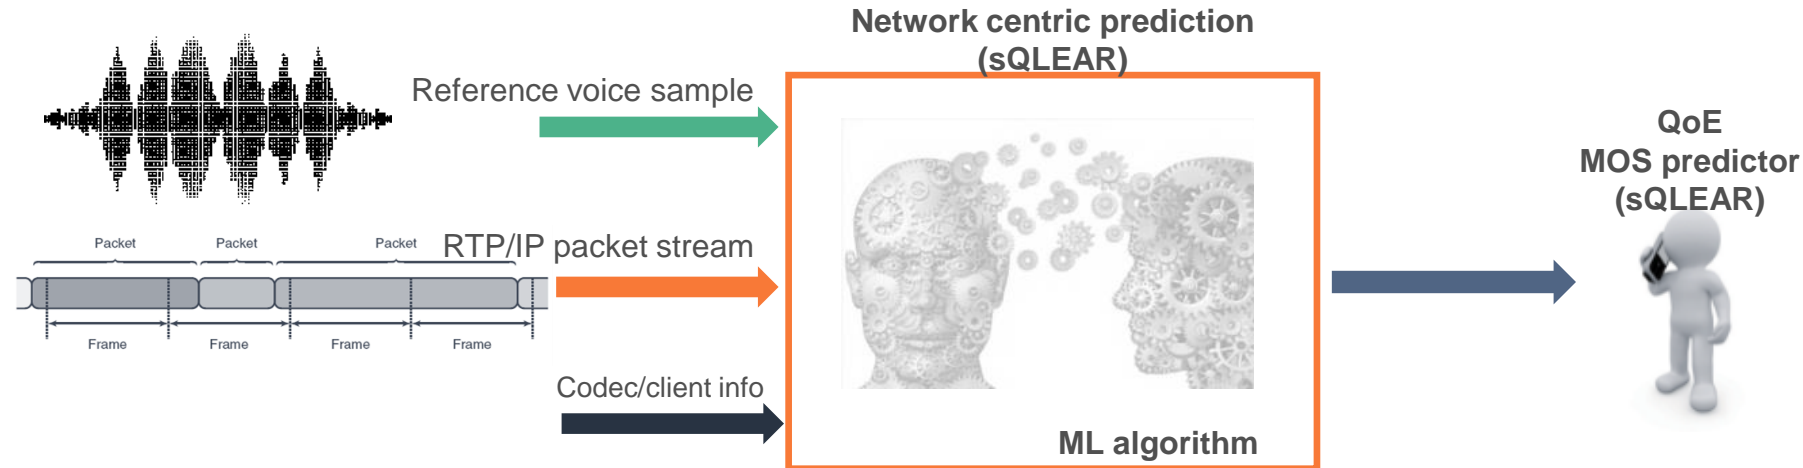 Network centric prediction
(sQLEAR)
Reference voice sample
QoE
MOS predictor
(sQLEAR)
Packet Packet Packet
RTP/IP packet stream
Frame Frame Frame Frame
Codec/client info
ML algorithm